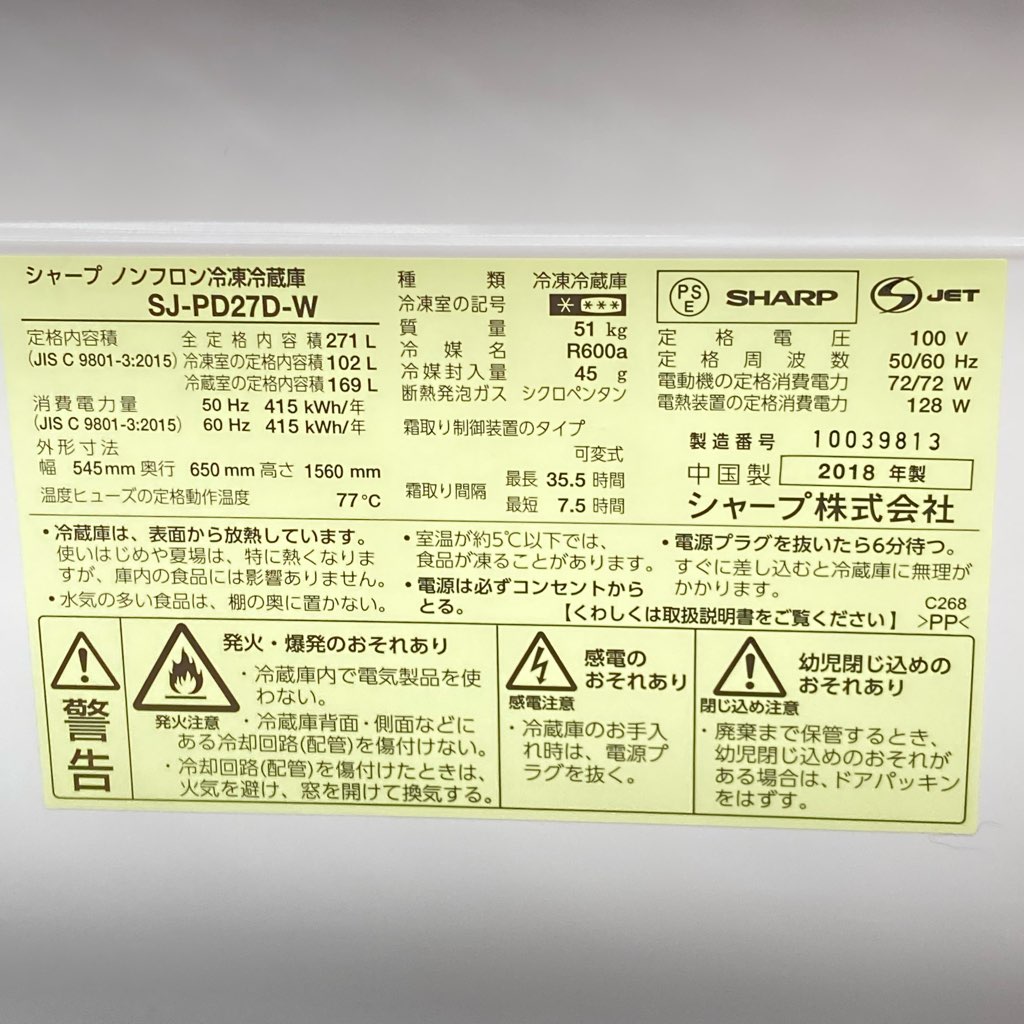 シャープ ノンフロン冷凍冷蔵庫
SJ-PD27D-W
定格内容積 全定格内容積 271 L
(JIS C 9801-3:2015) 冷凍室の定格内容積 102 L
冷蔵室の定格内容積 169 L
消費電力量 50 Hz 415 kWh/年
(JIS C 9801-3:2015) 60 Hz 415 kWh/年
外形寸法
幅 545mm 奥行 650mm 高さ 1560 mm
温度ヒューズの定格動作温度 77℃
種類 冷凍冷蔵庫
冷凍室の記号 * ***
質量 51 kg
冷媒名 R600a
冷媒封入量 45 g
断熱発泡ガス シクロペンタン
霜取り制御装置のタイプ
可変式
霜取り間隔 最長 35.5 時間
最短 7.5 時間
PSE SHARP
S JET
定格電圧 100 V
定格周波数 50/60 Hz
電動機の定格消費電力 72/72 W
電熱装置の定格消費電力 128 W
製造番号 10039813
中国製 2018 年製
シャープ株式会社
・冷蔵庫は、表面から放熱しています。
使いはじめや夏場は、特に熱くなりま
すが、庫内の食品には影響ありません。
・水気の多い食品は、棚の奥に置かない。
・室温が約5℃以下では、
食品が凍ることがあります。
・電源は必ずコンセントから
とる。
・電源プラグを抜いたら6分待つ。
すぐに差し込むと冷蔵庫に無理が
かかります。
【くわしくは取扱説明書をご覧ください】
C268
>PP<
警告
発火・爆発のおそれあり
発火注意
・冷蔵庫内で電気製品を使
わない。
・冷蔵庫背面・側面などに
ある冷却回路(配管)を傷付けない。
・冷却回路(配管)を傷付けたときは、
火気を避け、窓を開けて換気する。
感電の
おそれあり
感電注意
・冷蔵庫のお手入
れ時は、電源プ
ラグを抜く。
幼児閉じ込めの
おそれあり
閉じ込め注意
・廃棄まで保管するとき、
幼児閉じ込めのおそれが
ある場合は、ドアパッキン
をはずす。